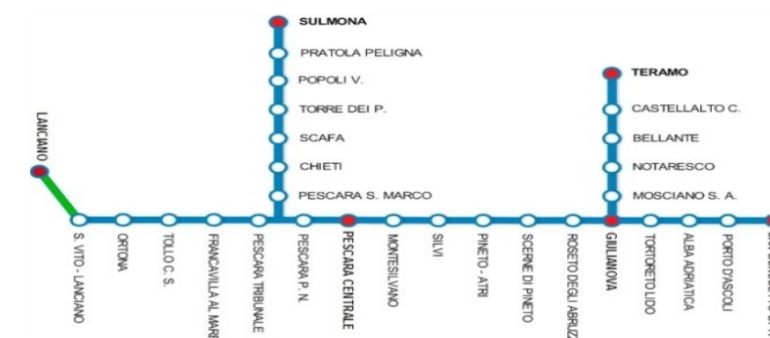 SULMONA
PRATOLA PELIGNA
POPOLI V.
TORRE DEI P.
SCAFA
CHIETI
PESCARA S. MARCO
TERAMO
CASTELLALTO C.
BELLANTE
NOTARESCO
MOSCIANO S. A.
LANCIANO
S. VITO - LANCIANO
ORTONA
TOLLO C. S.
FRANCAVILLA AL MARE
PESCARA TRIBUNALE
PESCARA P. N.
PESCARA CENTRALE
MONTESILVANO
SILVI
PINETO - ATRI
SCERNE DI PINETO
ROSETO DEGLI
GIULIANOVA
TORTORETO LIDO
ALBA ADRIATICA
PORTO D'ASCOLI